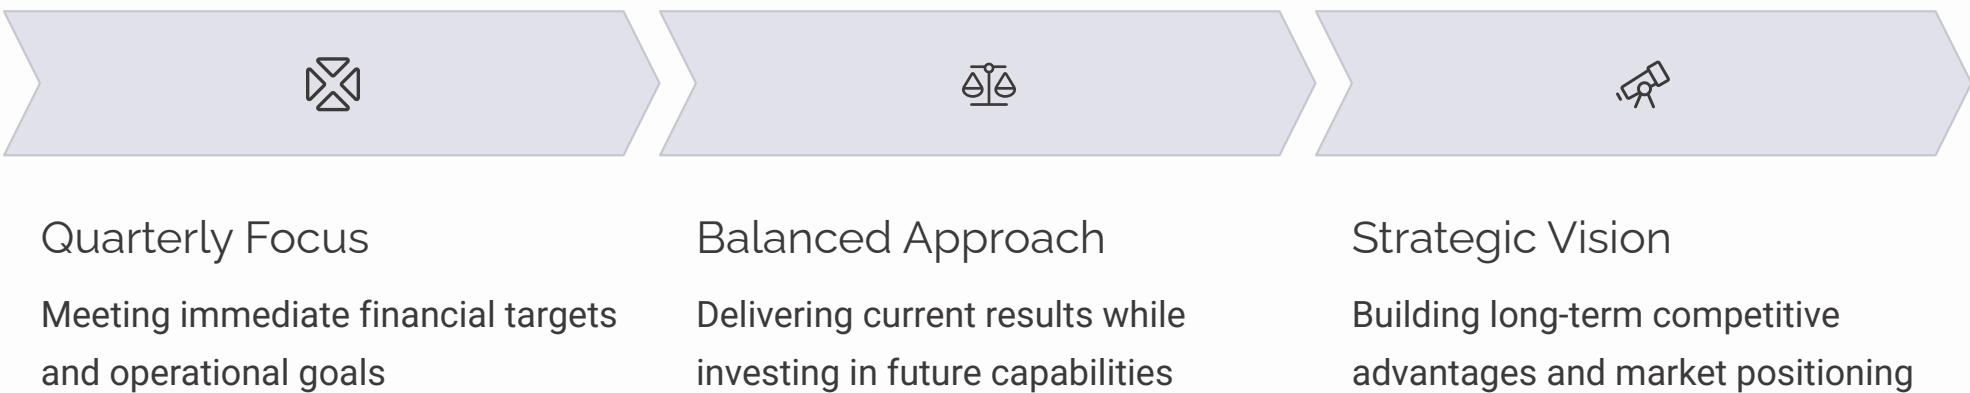 Quarterly Focus
Meeting immediate financial targets
and operational goals
Balanced Approach
Delivering current results while
investing in future capabilities
Strategic Vision
Building long-term competitive
advantages and market positioning